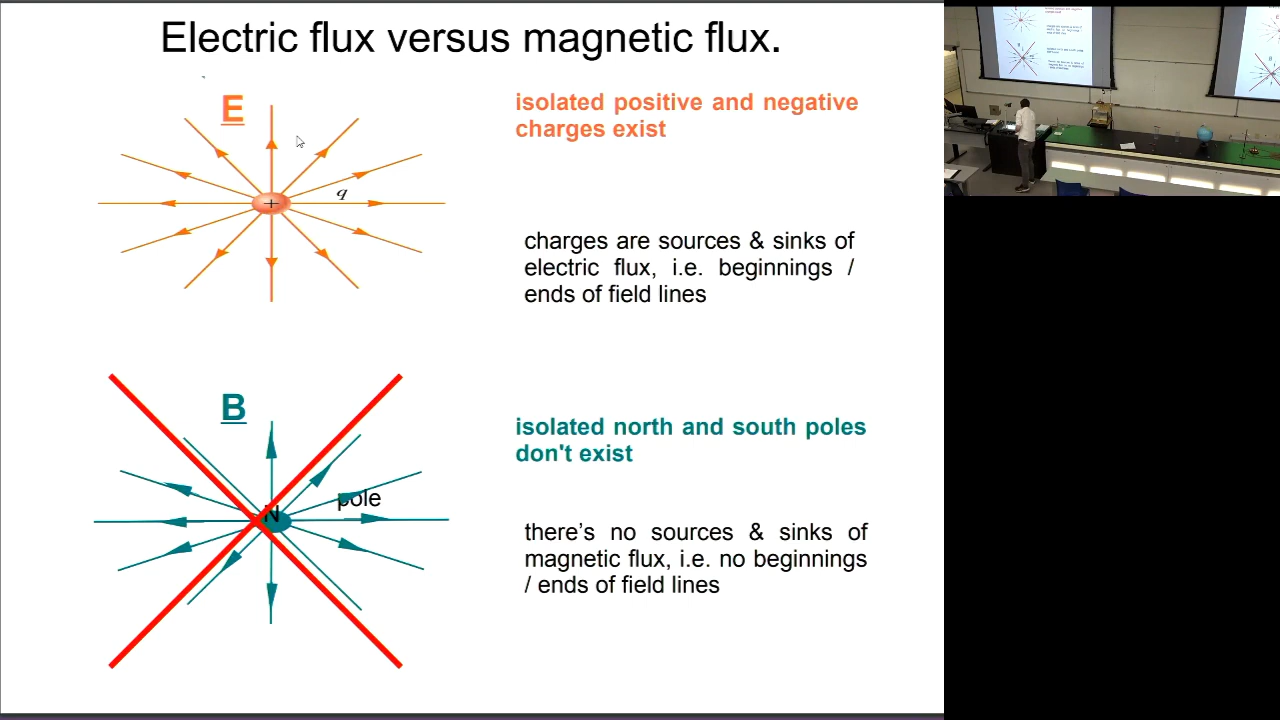 Electric flux versus magnetic flux.
E
isolated positive and negative
charges exist
+
q
charges are sources & sinks of
electric flux, i.e. beginnings /
ends of field lines
B
isolated north and south poles
don't exist
N
pole
there’s no sources & sinks of
magnetic flux, i.e. no beginnings
/ ends of field lines